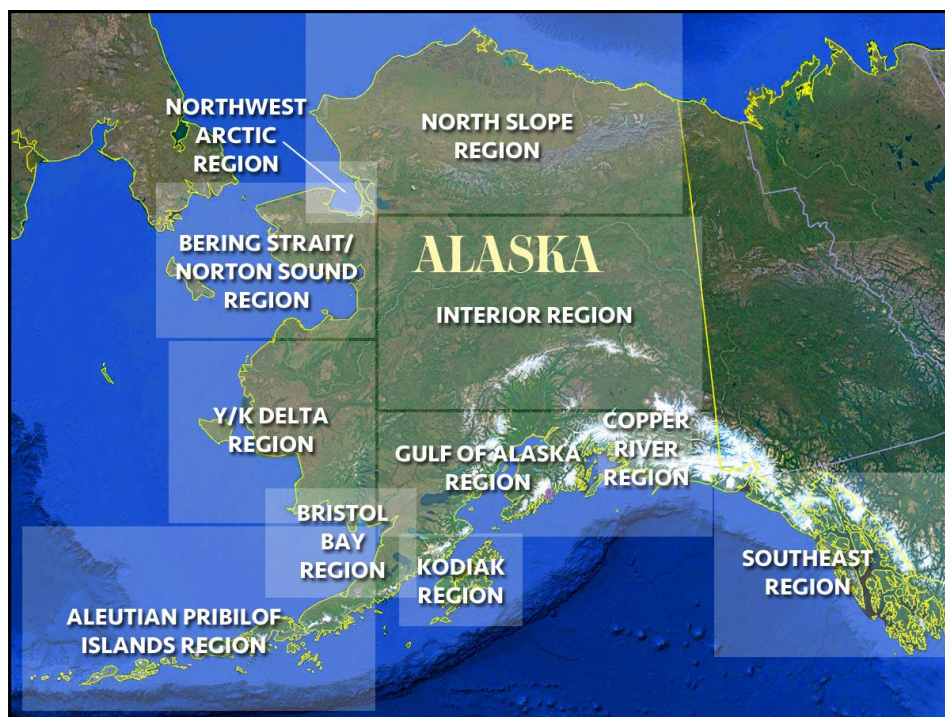 NORTHWEST
ARCTIC
REGION
NORTH SLOPE
REGION
BERING STRAIT/
NORTON SOUND
REGION
ALASKA
INTERIOR REGION
Y/K DELTA
REGION
GULF OF ALASKA
REGION
COPPER
RIVER
REGION
BRISTOL
BAY
REGION
KODIAK
REGION
SOUTHEAST
REGION
ALEUTIAN PRIBILOF
ISLANDS REGION